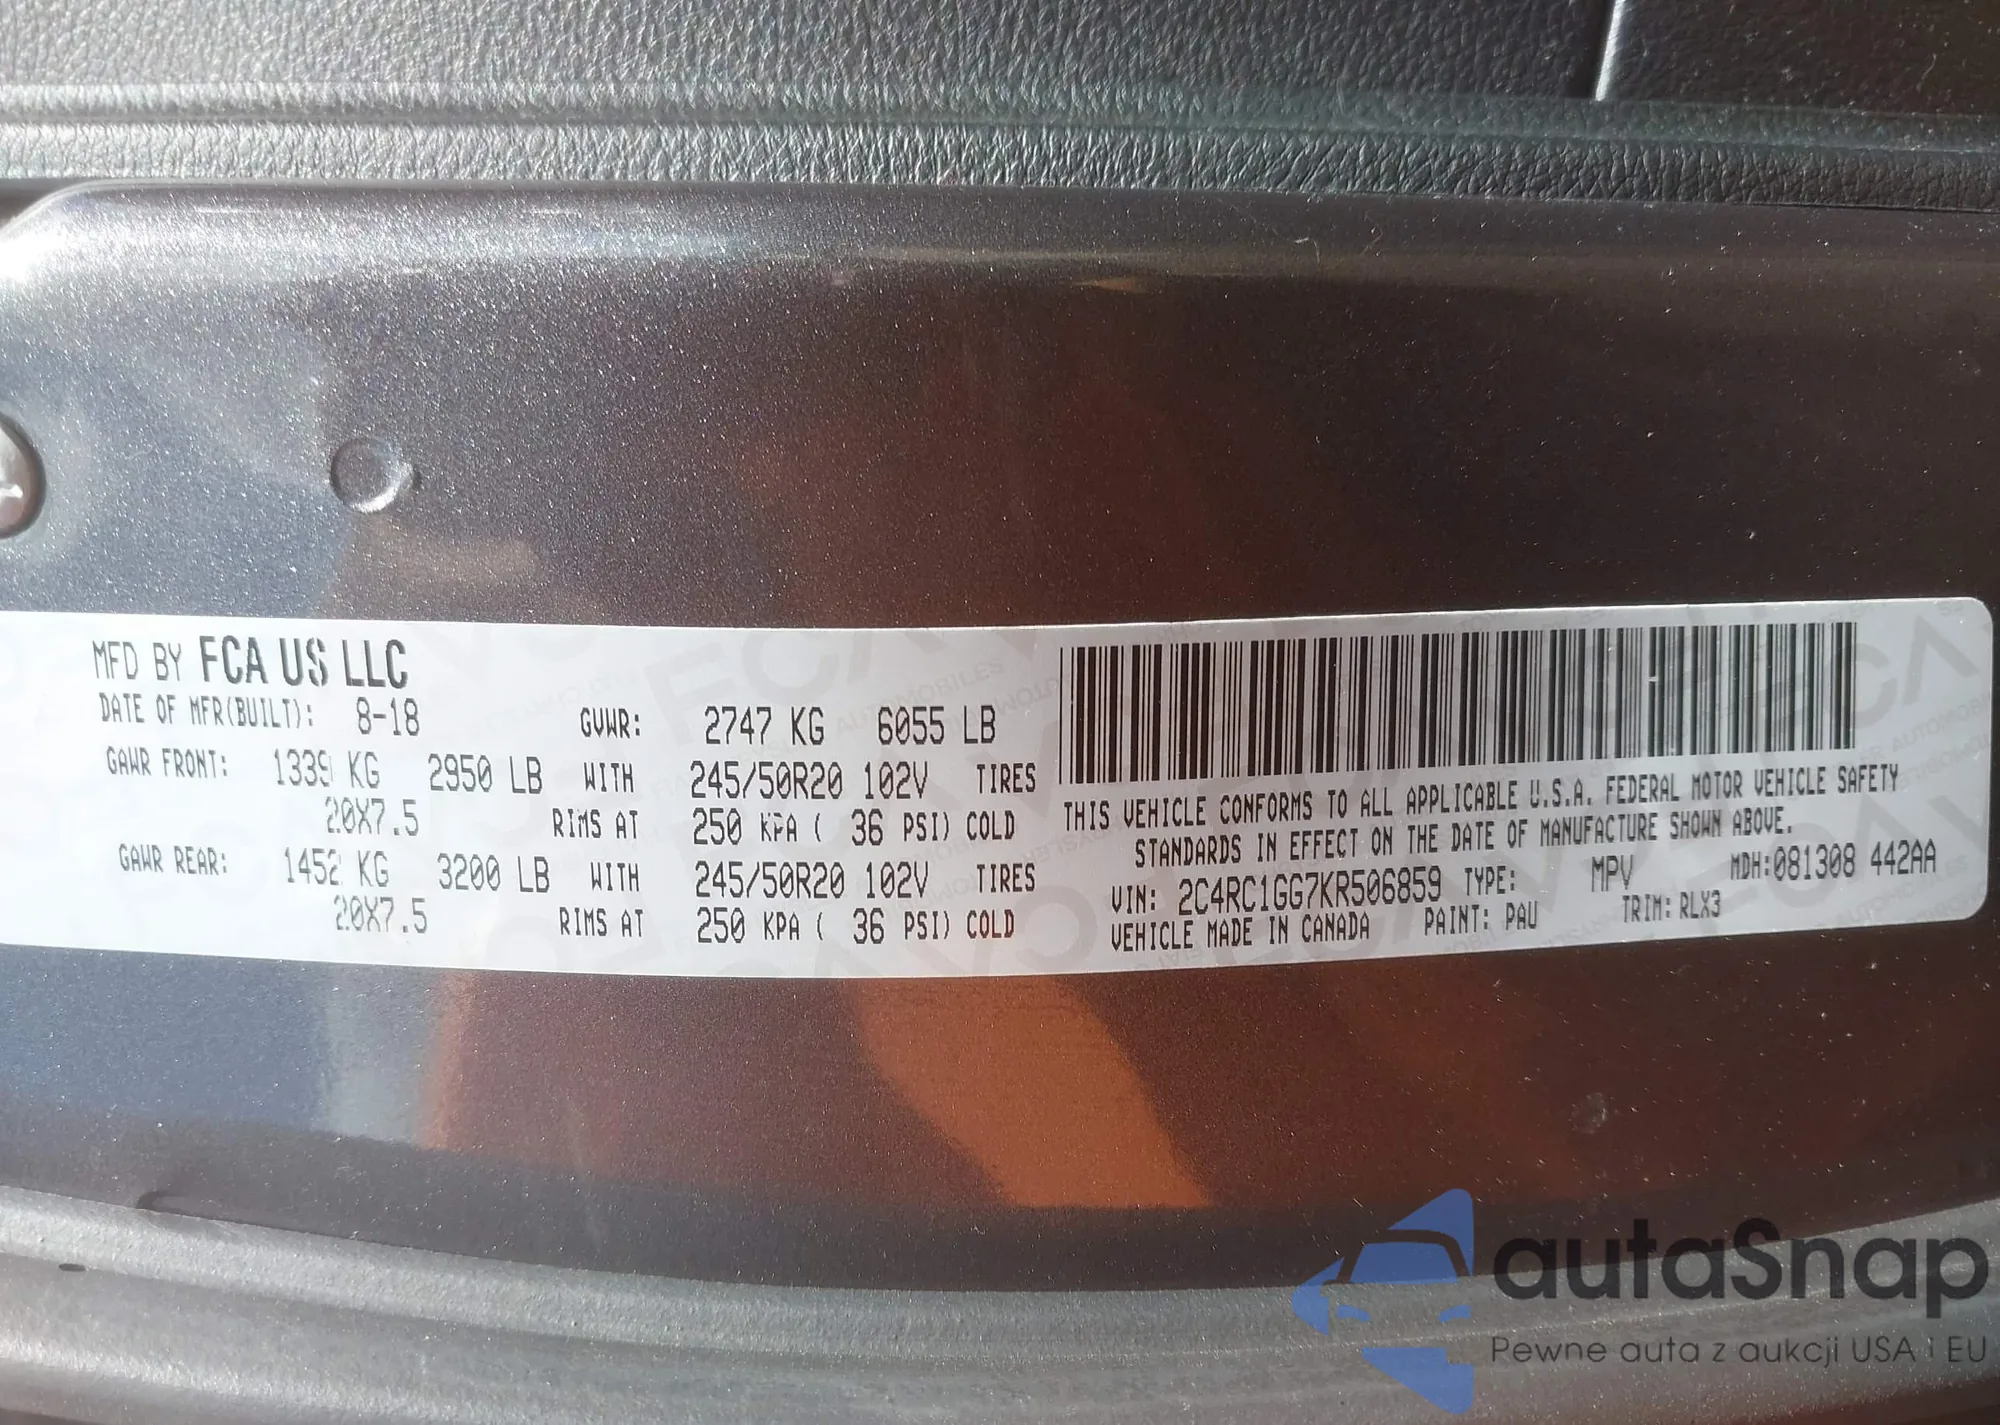 MFD BY FCA US LLC
DATE OF MFR(BUILT): 8-18 GVWR: 2747 KG 6055 LB
GAWR FRONT: 1339 KG 2950 LB WITH 245/50R20 102V TIRES
20X7.5 RIMS AT 250 KPA ( 36 PSI) COLD
GAWR REAR: 1452 KG 3200 LB WITH 245/50R20 102V TIRES
20X7.5 RIMS AT 250 KPA ( 36 PSI) COLD
THIS VEHICLE CONFORMS TO ALL APPLICABLE U.S.A. FEDERAL MOTOR VEHICLE SAFETY
STANDARDS IN EFFECT ON THE DATE OF MANUFACTURE SHOWN ABOVE.
VIN: 2C4RC1GG7KR506859 TYPE: MPV MDH:081308 442AA
VEHICLE MADE IN CANADA PAINT: PAU TRIM: RLX3
autaSnap
Pewne auta z aukcji USA i EU